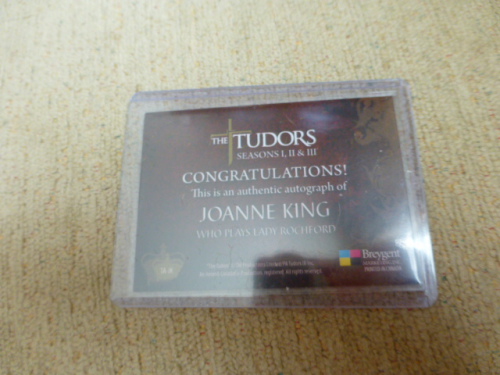 THE TUDORS
SEASONS I, II & III
CONGRATULATIONS!
This is an authentic autograph of
JOANNE KING
WHO PLAYS LADY ROCHFORD
Breygent